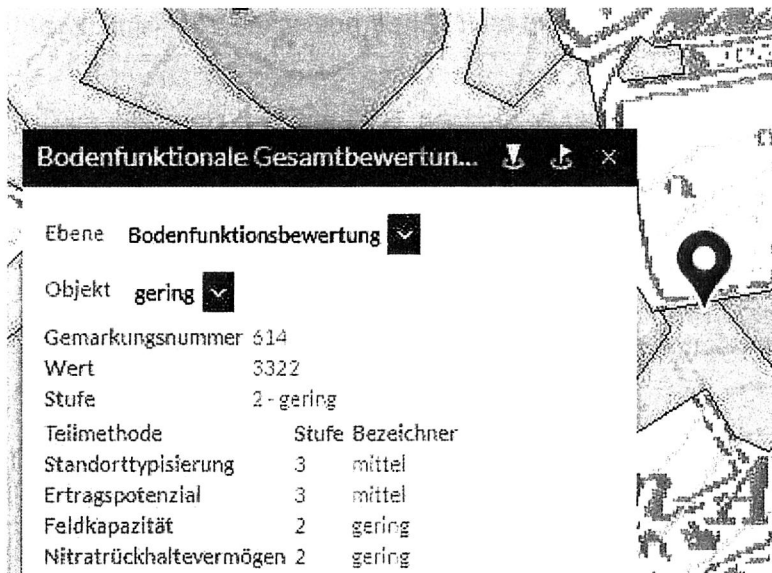 Bodenfunktionale Gesamtbewertun...
Ebene Bodenfunktionsbewertung
Objekt gering
Gemarkungsnummer 614
Wert 3322
Stufe 2 - gering
Teilmethode Stufe Bezeichner
Standorttypisierung 3 mittel
Ertragspotenzial 3 mittel
Feldkapazität 2 gering
Nitratrückhaltevermögen 2 gering